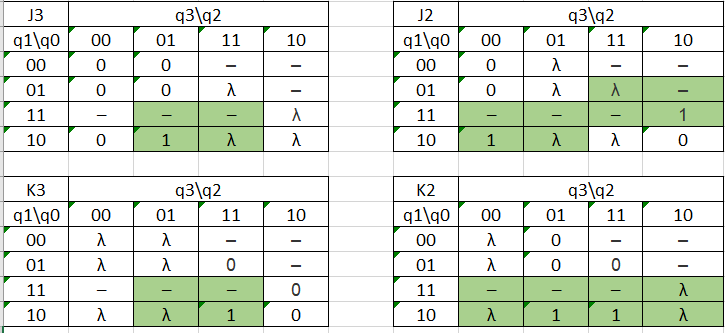 J3 q3\q2 J2 q3\q2
q1\q0 00 01 11 10 q1\q0 00 01 11 10
00 0 0 – – 00 0 λ – –
01 0 0 λ – 01 0 λ λ –
11 – – – λ 11 – – – 1
10 0 1 λ λ 10 1 λ λ 0
K3 q3\q2 K2 q3\q2
q1\q0 00 01 11 10 q1\q0 00 01 11 10
00 λ λ – – 00 λ 0 – –
01 λ λ 0 – 01 λ 0 0 –
11 – – – 0 11 – – – λ
10 λ λ 1 0 10 λ 1 1 λ